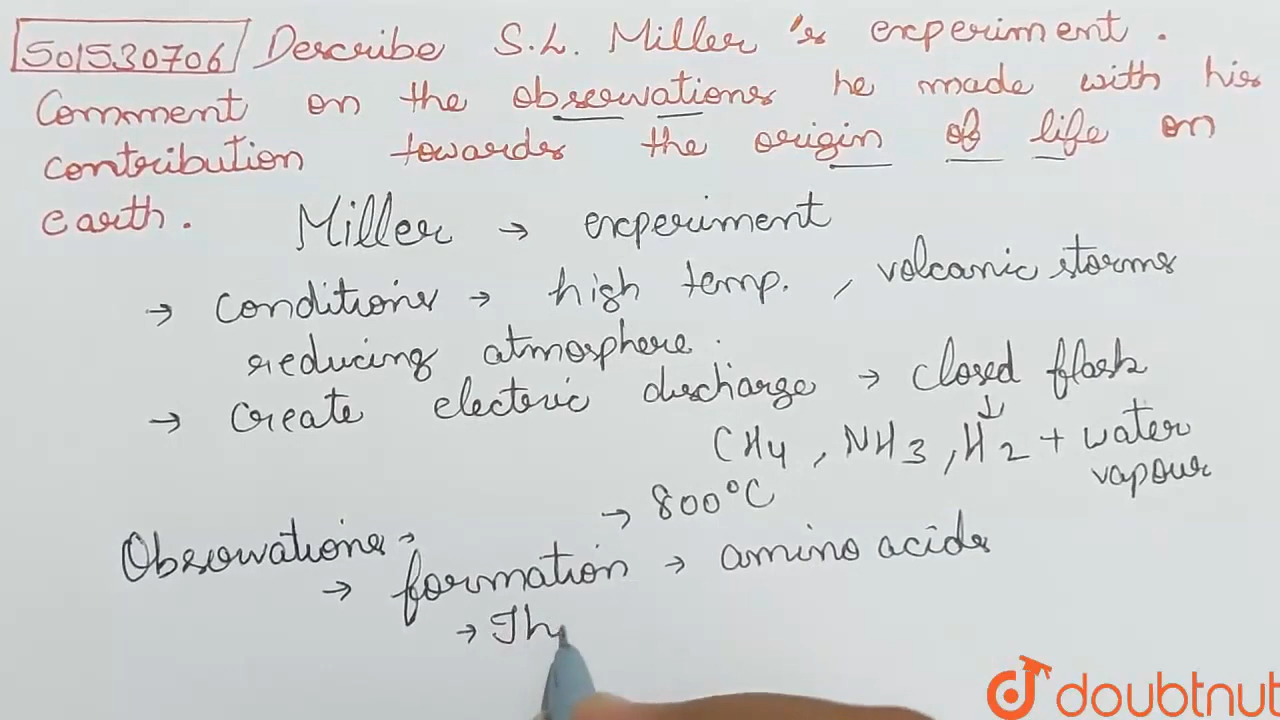 501530706 Describe S.L. Miller's experiment.
Comment on the observations he made with his
contribution towards the origin of life on
earth.
Miller → experiment
→ conditions → high temp., volcanic storms
reducing atmosphere.
→ create electric discharge → closed flask
↓
CH4, NH3, H2 + water
vapour
→ 800°C
Observations →
→ formation → amino acids
→ Th
doubtnut